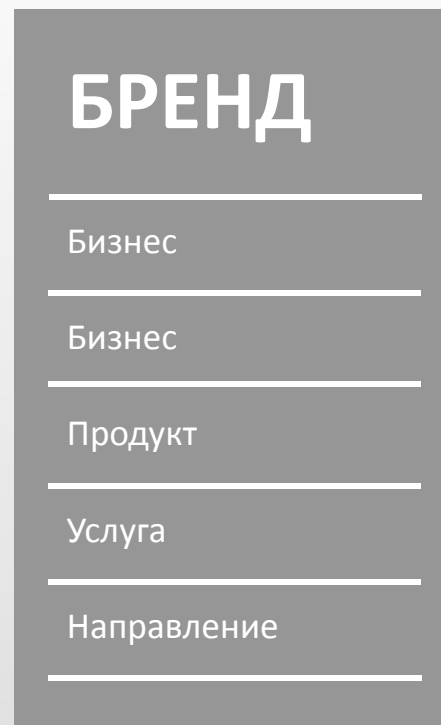 БРЕНД
Бизнес
Бизнес
Продукт
Услуга
Направление